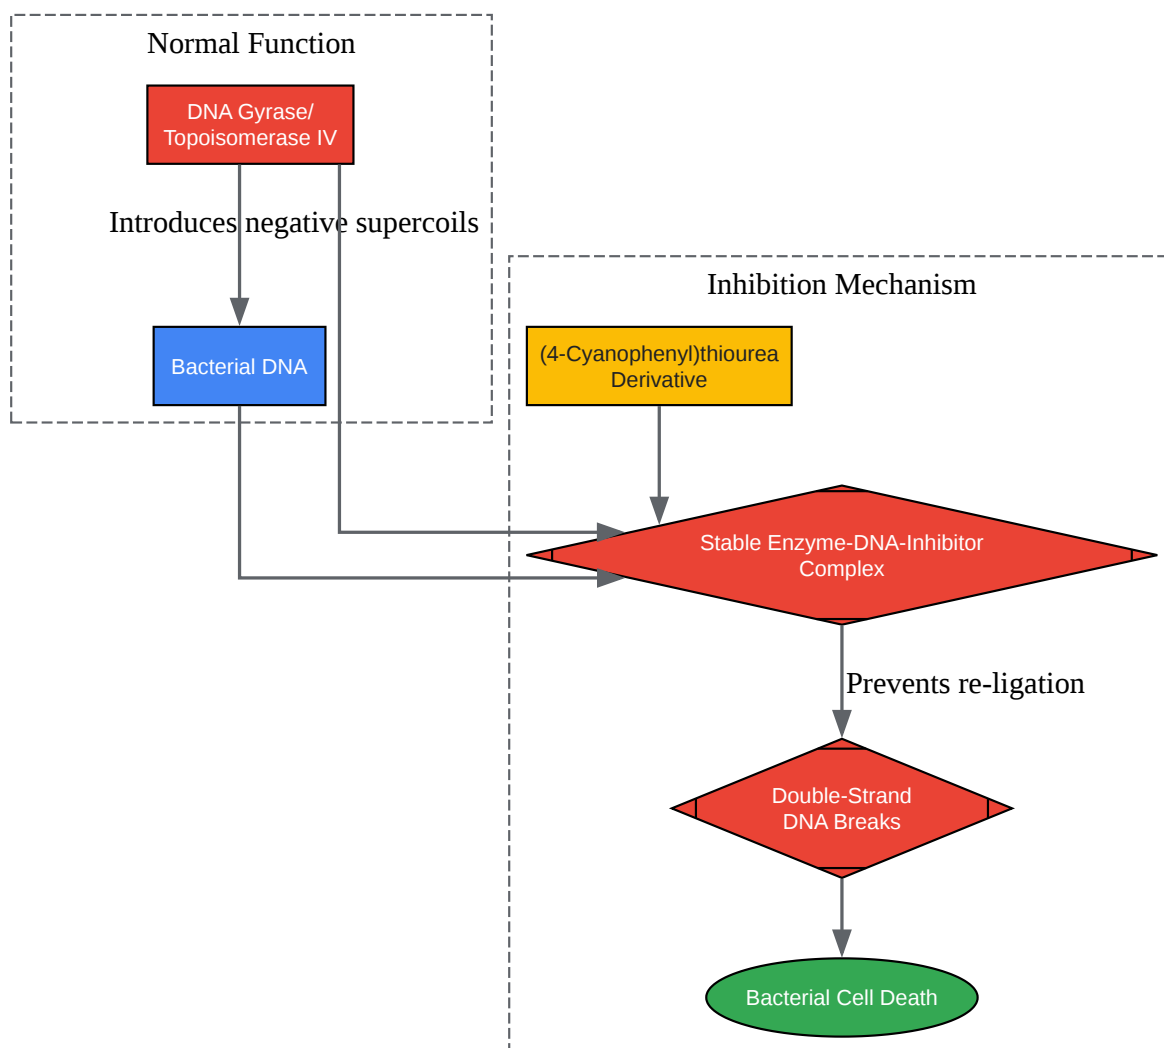 Normal Function
DNA Gyrase/
Topoisomerase IV
Introduces negative supercoils
Bacterial DNA
Inhibition Mechanism
(4-Cyanophenyl)thiourea
Derivative
Stable Enzyme-DNA-Inhibitor
Complex
Prevents re-ligation
Double-Strand
DNA Breaks
Bacterial Cell Death